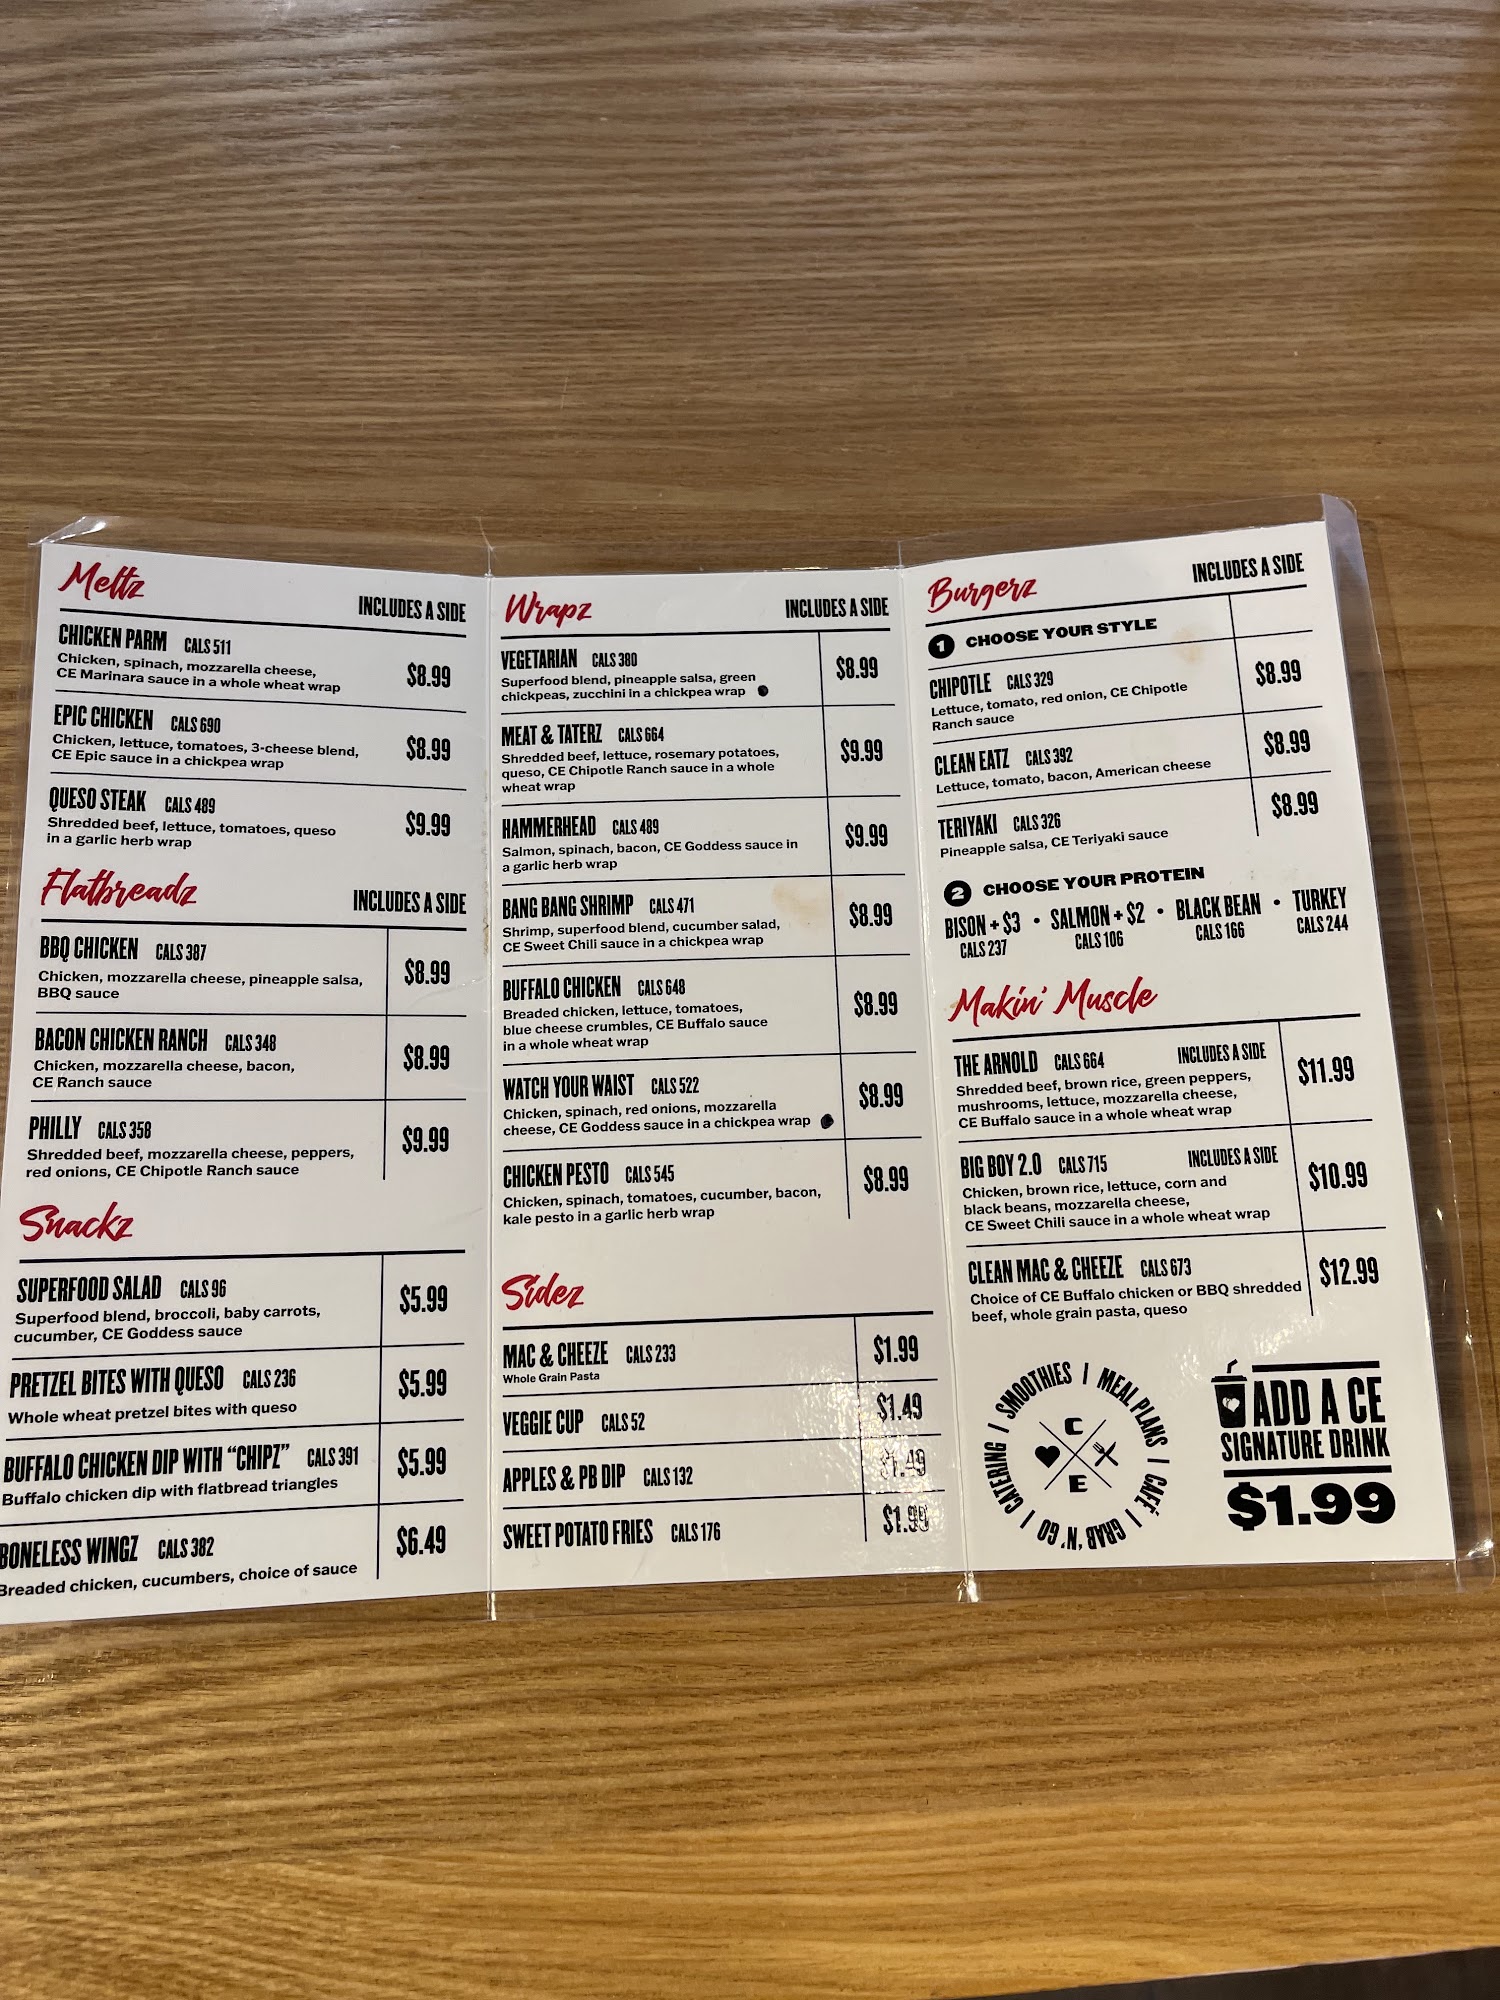 Meltz
INCLUDES A SIDE
CHICKEN PARM CALS 511
Chicken, spinach, mozzarella cheese,
CE Marinara sauce in a whole wheat wrap
$8.99
EPIC CHICKEN CALS 690
Chicken, lettuce, tomatoes, 3-cheese blend,
CE Epic sauce in a chickpea wrap
$8.99
QUESO STEAK CALS 489
Shredded beef, lettuce, tomatoes, queso
in a garlic herb wrap
$9.99
Flatbreadz
INCLUDES A SIDE
BBQ CHICKEN CALS 387
Chicken, mozzarella cheese, pineapple salsa,
BBQ sauce
$8.99
BACON CHICKEN RANCH CALS 348
Chicken, mozzarella cheese, bacon,
CE Ranch sauce
$8.99
PHILLY CALS 358
Shredded beef, mozzarella cheese, peppers,
red onions, CE Chipotle Ranch sauce
$9.99
Snackz
SUPERFOOD SALAD CALS 96
Superfood blend, broccoli, baby carrots,
cucumber, CE Goddess sauce
$5.99
PRETZEL BITES WITH QUESO CALS 236
Whole wheat pretzel bites with queso
$5.99
BUFFALO CHICKEN DIP WITH “CHIPZ” CALS 391
Buffalo chicken dip with flatbread triangles
$5.99
BONELESS WINGZ CALS 382
Breaded chicken, cucumbers, choice of sauce
$6.49
Wrapz
INCLUDES A SIDE
VEGETARIAN CALS 380
Superfood blend, pineapple salsa, green
chickpeas, zucchini in a chickpea wrap
$8.99
MEAT & TATERZ CALS 664
Shredded beef, lettuce, rosemary potatoes,
queso, CE Chipotle Ranch sauce in a whole
wheat wrap
$9.99
HAMMERHEAD CALS 489
Salmon, spinach, bacon, CE Goddess sauce in
a garlic herb wrap
$9.99
BANG BANG SHRIMP CALS 471
Shrimp, superfood blend, cucumber salad,
CE Sweet Chili sauce in a chickpea wrap
$8.99
BUFFALO CHICKEN CALS 648
Breaded chicken, lettuce, tomatoes,
blue cheese crumbles, CE Buffalo sauce
in a whole wheat wrap
$8.99
WATCH YOUR WAIST CALS 522
Chicken, spinach, red onions, mozzarella
cheese, CE Goddess sauce in a chickpea wrap
$8.99
CHICKEN PESTO CALS 545
Chicken, spinach, tomatoes, cucumber, bacon,
kale pesto in a garlic herb wrap
$8.99
Sidez
MAC & CHEEZE CALS 233
Whole Grain Pasta
$1.99
VEGGIE CUP CALS 52
$1.49
APPLES & PB DIP CALS 132
$1.49
SWEET POTATO FRIES CALS 176
$1.99
Burgerz
INCLUDES A SIDE
1 CHOOSE YOUR STYLE
CHIPOTLE CALS 329
Lettuce, tomato, red onion, CE Chipotle
Ranch sauce
$8.99
CLEAN EATZ CALS 392
Lettuce, tomato, bacon, American cheese
$8.99
TERIYAKI CALS 326
Pineapple salsa, CE Teriyaki sauce
$8.99
2 CHOOSE YOUR PROTEIN
BISON + $3 • SALMON + $2 • BLACK BEAN • TURKEY
CALS 237 CALS 106 CALS 166 CALS 244
Makin' Muscle
THE ARNOLD CALS 664 INCLUDES A SIDE
Shredded beef, brown rice, green peppers,
mushrooms, lettuce, mozzarella cheese,
CE Buffalo sauce in a whole wheat wrap
$11.99
BIG BOY 2.0 CALS 715 INCLUDES A SIDE
Chicken, brown rice, lettuce, corn and
black beans, mozzarella cheese,
CE Sweet Chili sauce in a whole wheat wrap
$10.99
CLEAN MAC & CHEEZE CALS 673
Choice of CE Buffalo chicken or BBQ shredded
beef, whole grain pasta, queso
$12.99
CATERING | SMOOTHIES | MEAL PLANS | CAFÉ | GRAB 'N' GO |
C
E
ADD A CE
SIGNATURE DRINK
$1.99